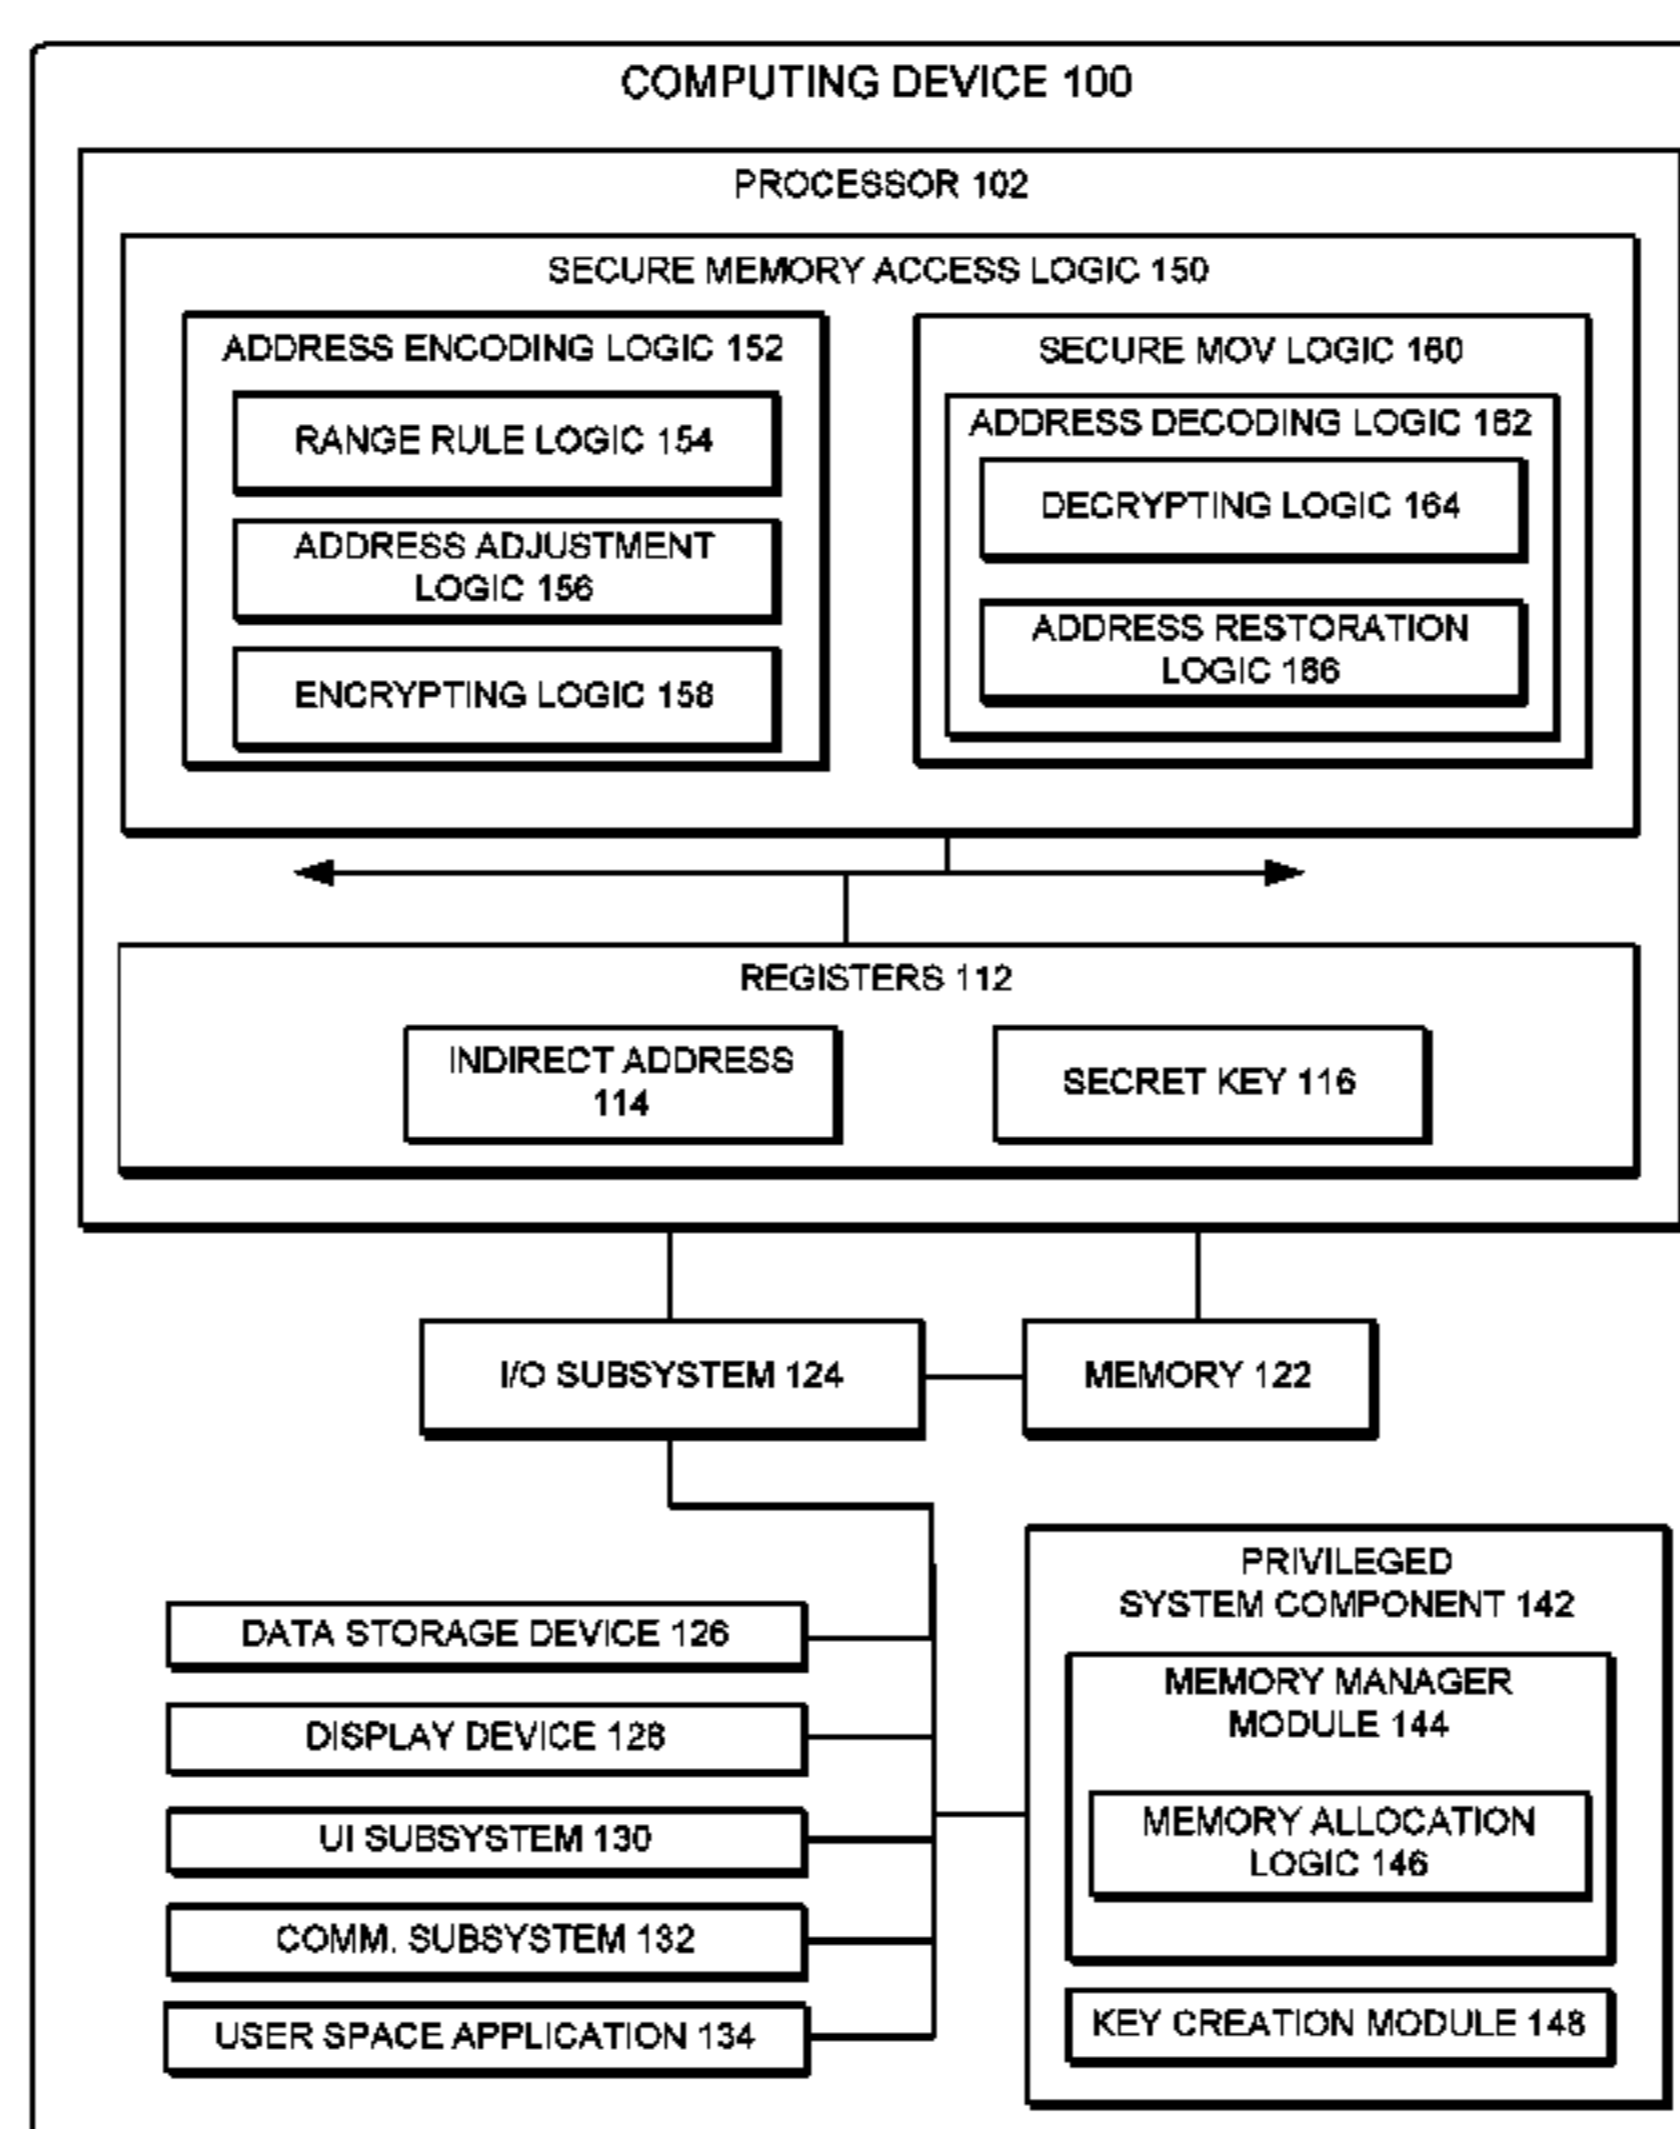 COMPUTING DEVICE 100
PROCESSOR 102
SECURE MEMORY ACCESS LOGIC 150
ADDRESS ENCODING LOGIC 152
RANGE RULE LOGIC 154
ADDRESS ADJUSTMENT
LOGIC 156
ENCRYPTING LOGIC 158
SECURE MOV LOGIC 160
ADDRESS DECODING LOGIC 162
DECRYPTING LOGIC 164
ADDRESS RESTORATION
LOGIC 166
REGISTERS 112
INDIRECT ADDRESS
114
SECRET KEY 116
I/O SUBSYSTEM 124
MEMORY 122
DATA STORAGE DEVICE 126
DISPLAY DEVICE 128
UI SUBSYSTEM 130
COMM. SUBSYSTEM 132
USER SPACE APPLICATION 134
PRIVILEGED
SYSTEM COMPONENT 142
MEMORY MANAGER
MODULE 144
MEMORY ALLOCATION
LOGIC 146
KEY CREATION MODULE 148